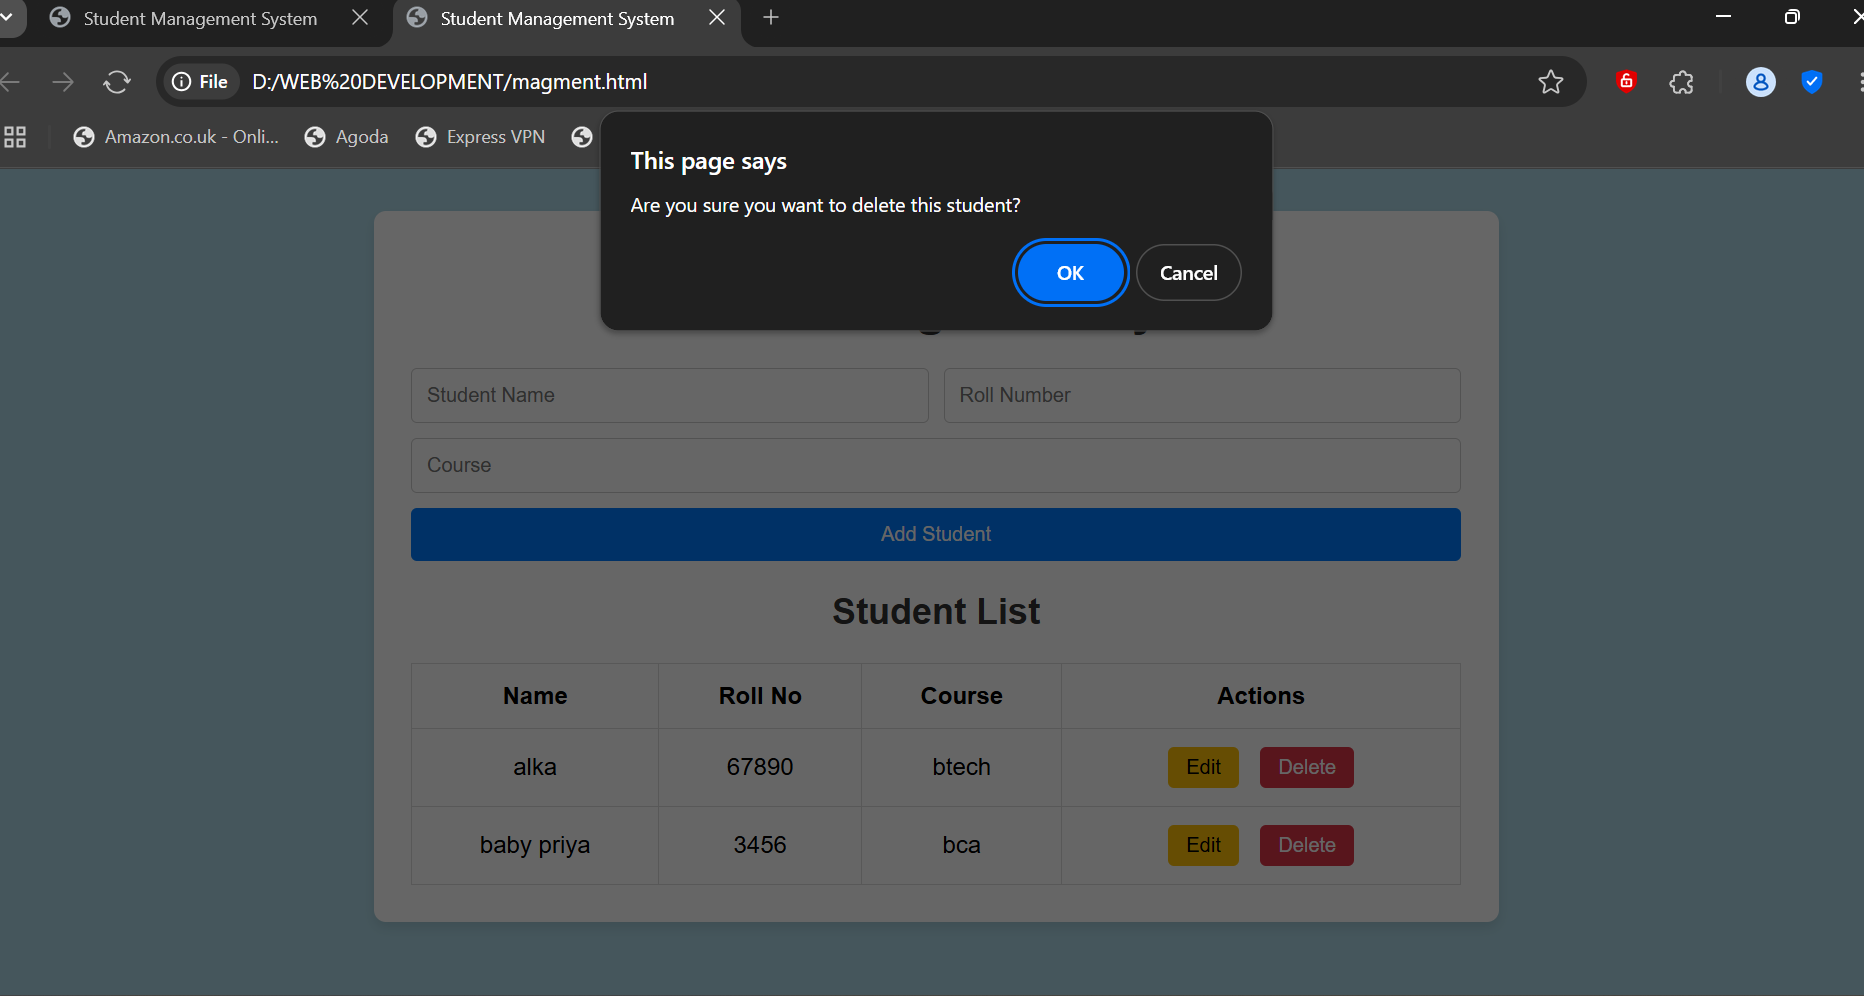 Student Management System
Student Management System
File D:/WEB%20DEVELOPMENT/magment.html
Amazon.co.uk - Onli... Agoda Express VPN
This page says
Are you sure you want to delete this student?
OK Cancel
Student Name Roll Number
Course
Add Student
Student List
Name Roll No Course Actions
alka 67890 btech Edit Delete
baby priya 3456 bca Edit Delete